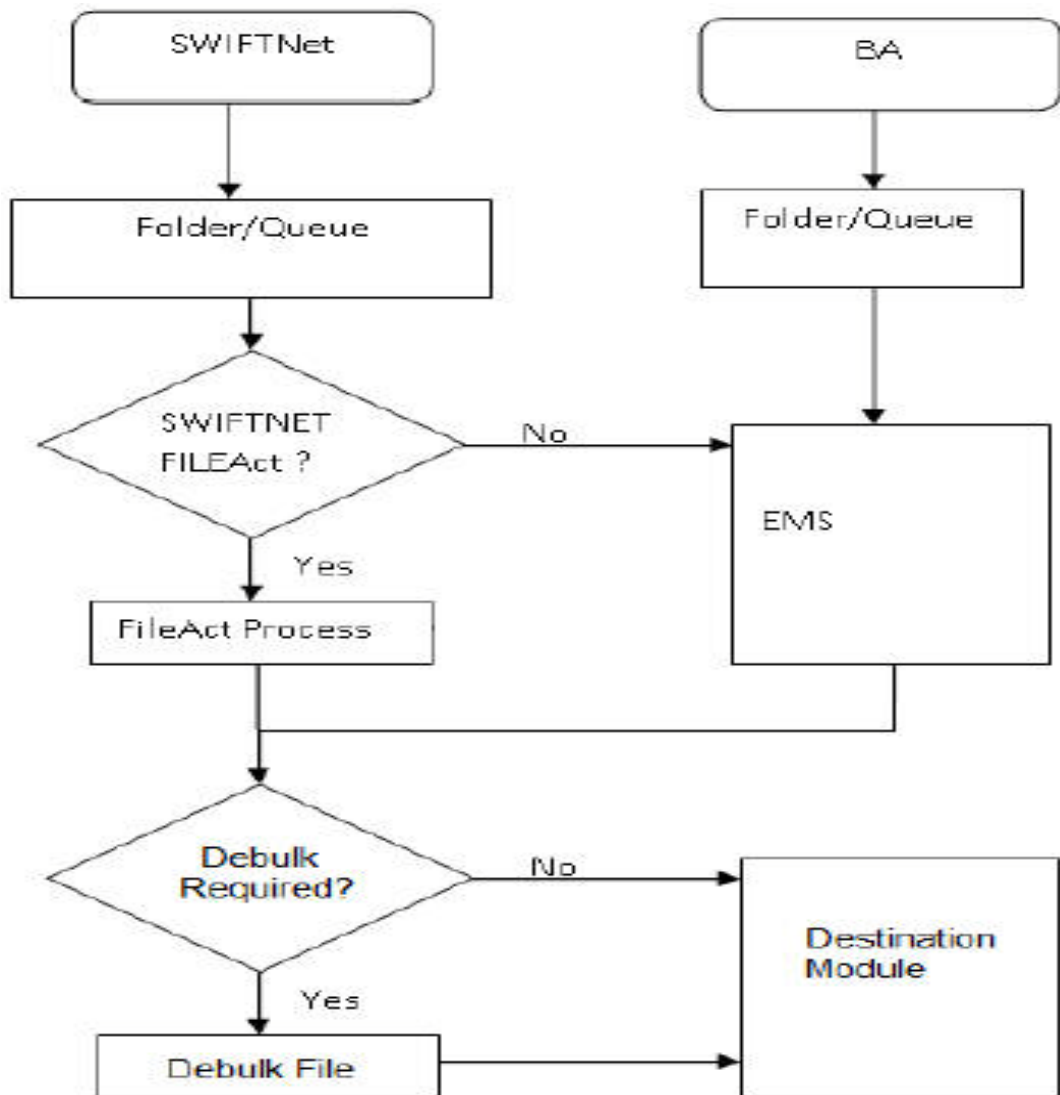 SWIFTNet
BA
Folder/Queue
Folder/Queue
SWIFTNET
FILEAct ?
No
EMS
Yes
FileAct Process
Debulk
Required?
No
Destination
Module
Yes
Debulk File